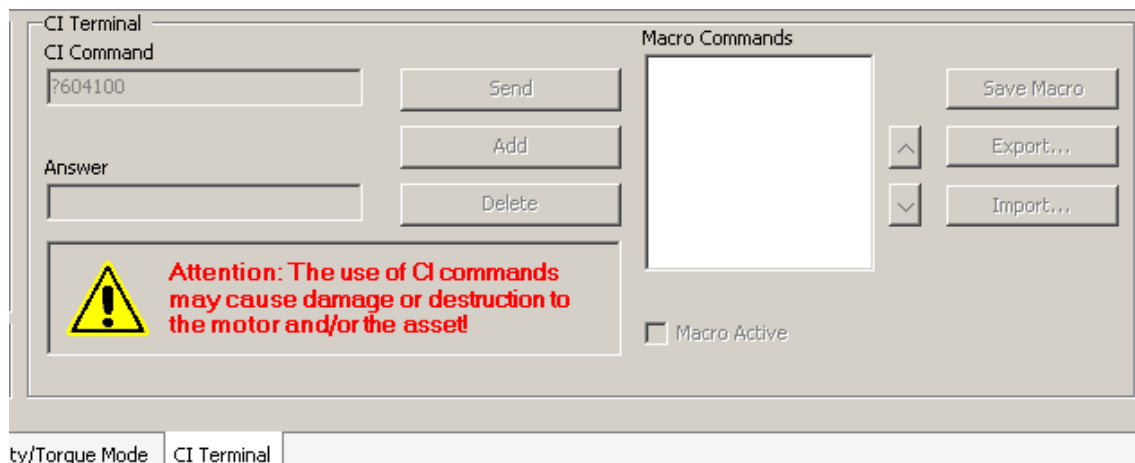 CI Terminal
CI Command
?604100
Send
Add
Answer
Delete
Attention: The use of CI commands
may cause damage or destruction to
the motor and/or the asset!
Macro Commands
Save Macro
Export...
Import...
Macro Active
ty/Torque Mode
CI Terminal